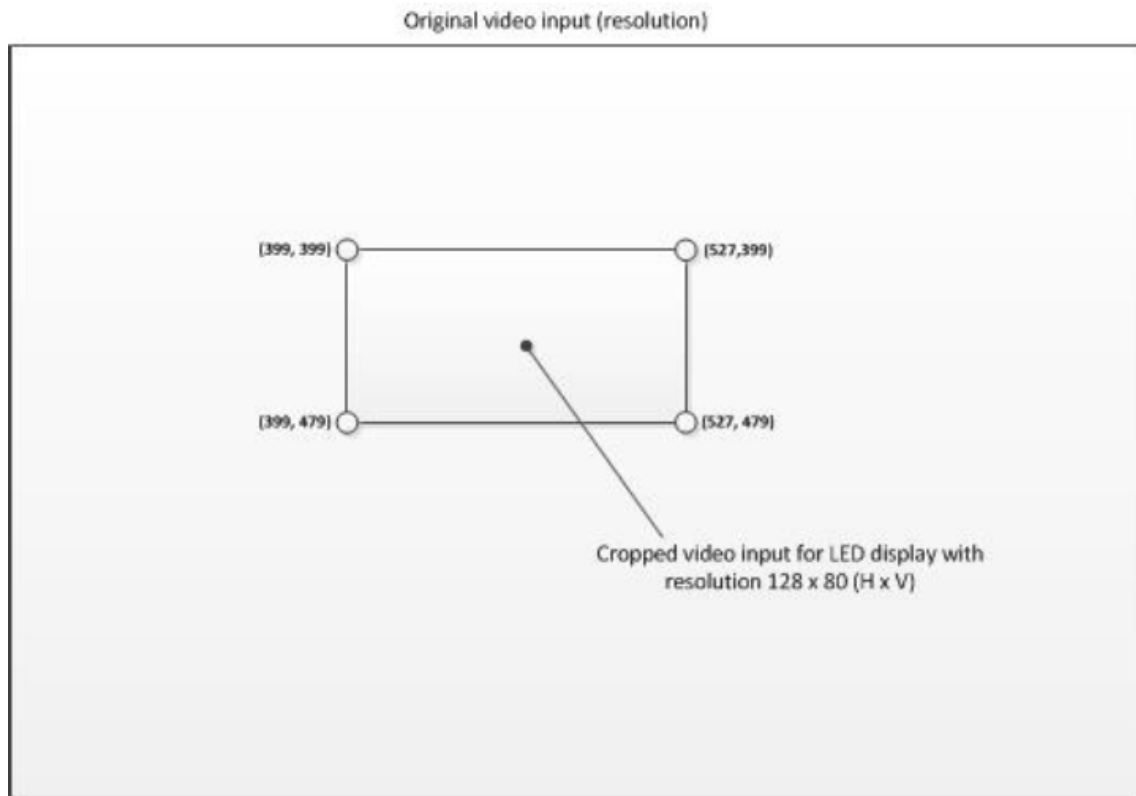 Original video input (resolution)
(399, 399)
(527,399)
(399, 479)
(527, 479)
Cropped video input for LED display with
resolution 128 x 80 (H x V)